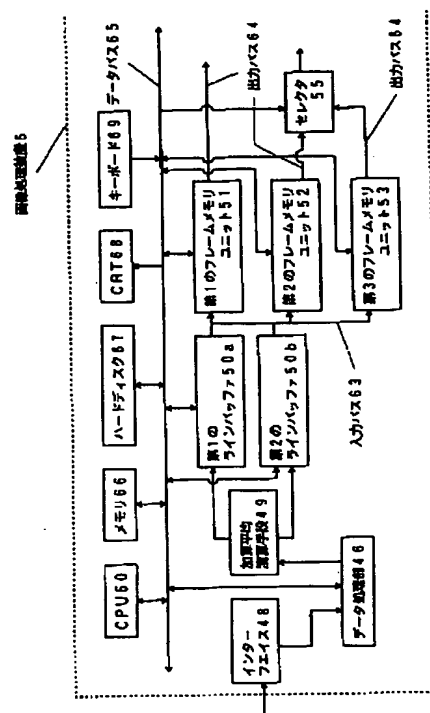 画像処理装置5
CPU60
メモリ66
ハードディスク67
CRT68
キーボード69
データバス65
インター
フェイス48
データ処理部46
加算平均
演算手段49
第1の
ラインバッファ50a
第2の
ラインバッファ50b
入力バス63
第1のフレームメモリ
ユニット51
第2のフレームメモリ
ユニット52
第3のフレームメモリ
ユニット53
出力バス64
セレクタ
55
出力バス64